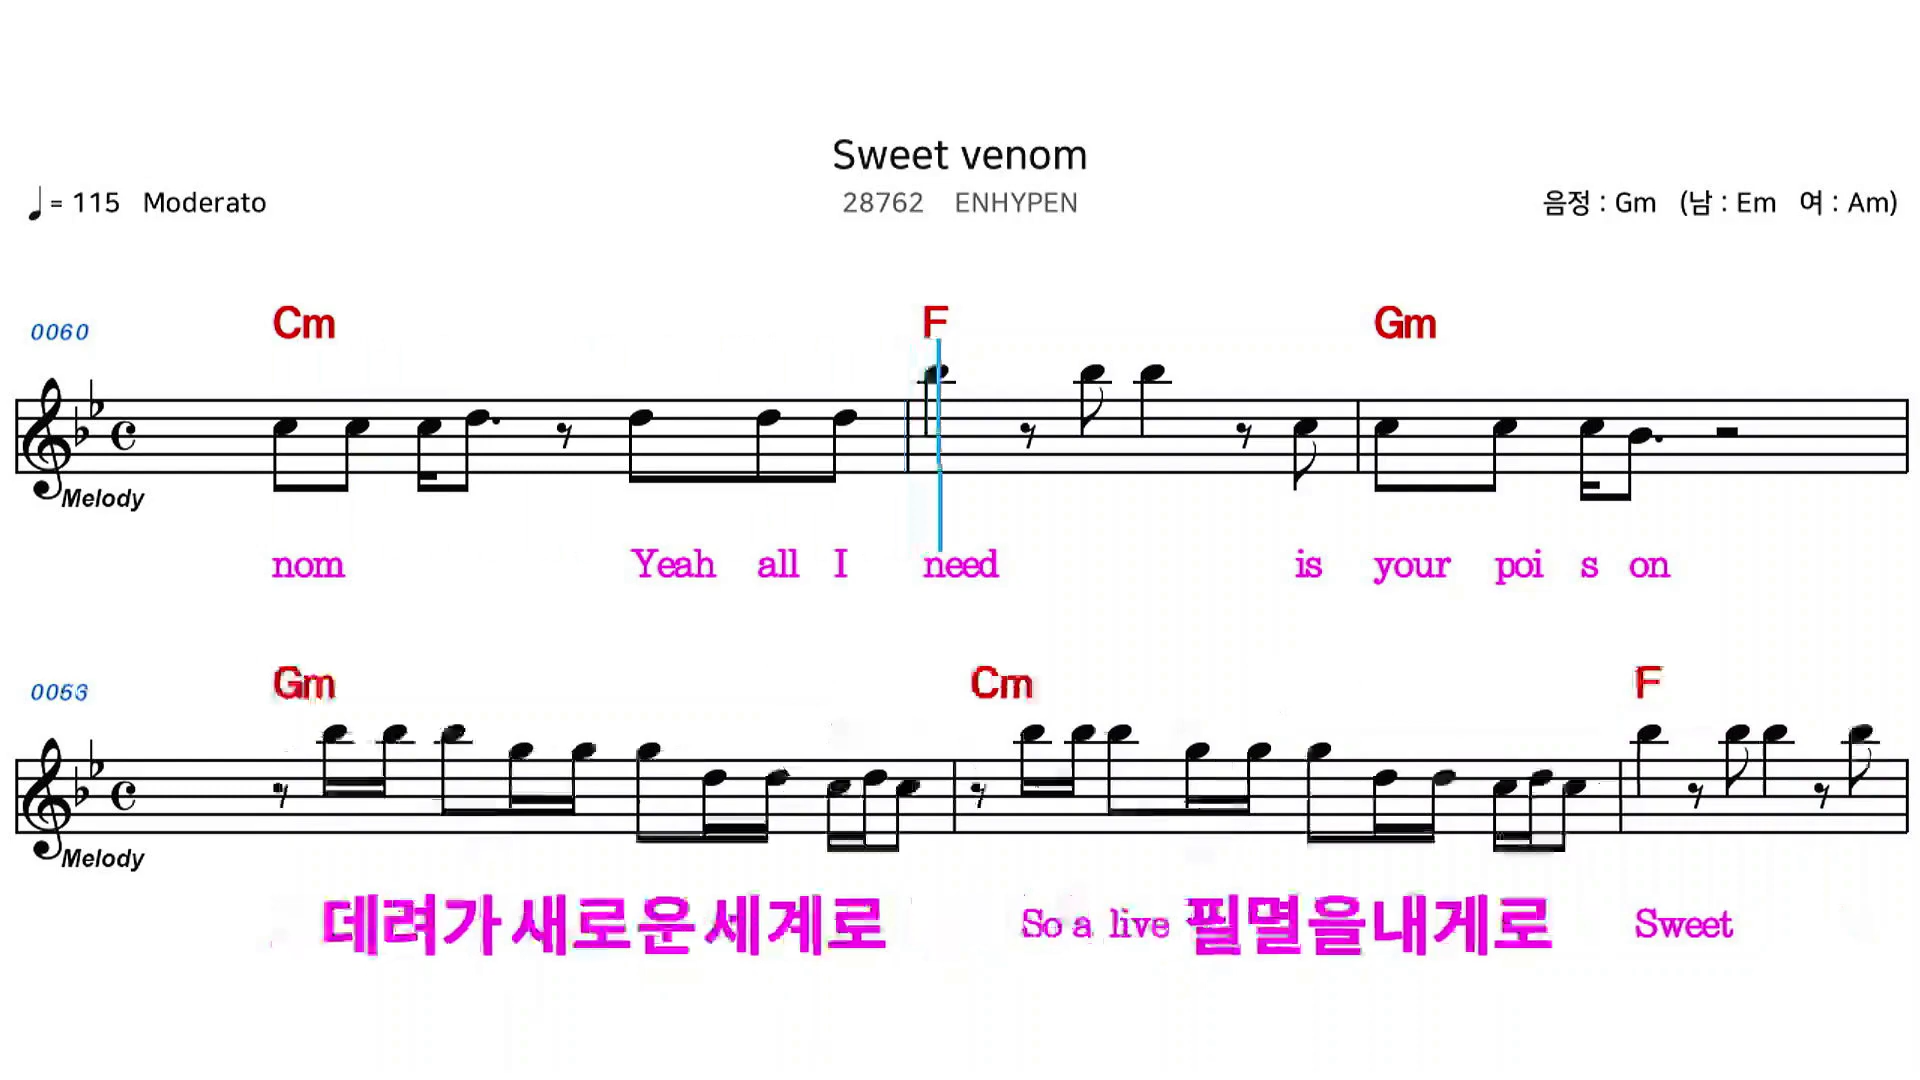 Sweet venom
♩= 115 Moderato 28762 ENHYPEN 음정 : Gm (남 : Em 여 : Am)
0060 Cm F Gm
Melody
nom Yeah all I need is your poi s on
Gm Cm F
Melody
데려가 새로운 세계로 So a live 필멸을 내게로 Sweet